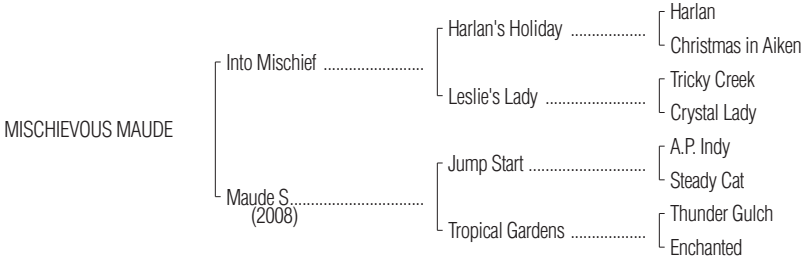 Harlan
Harlan's Holiday ....................
Christmas in Aiken
Into Mischief ........................
Tricky Creek
Leslie's Lady ........................
Crystal Lady
MISCHIEVOUS MAUDE
A.P. Indy
Jump Start ............................
Steady Cat
Maude S................................
(2008)
Thunder Gulch
Tropical Gardens ..................
Enchanted